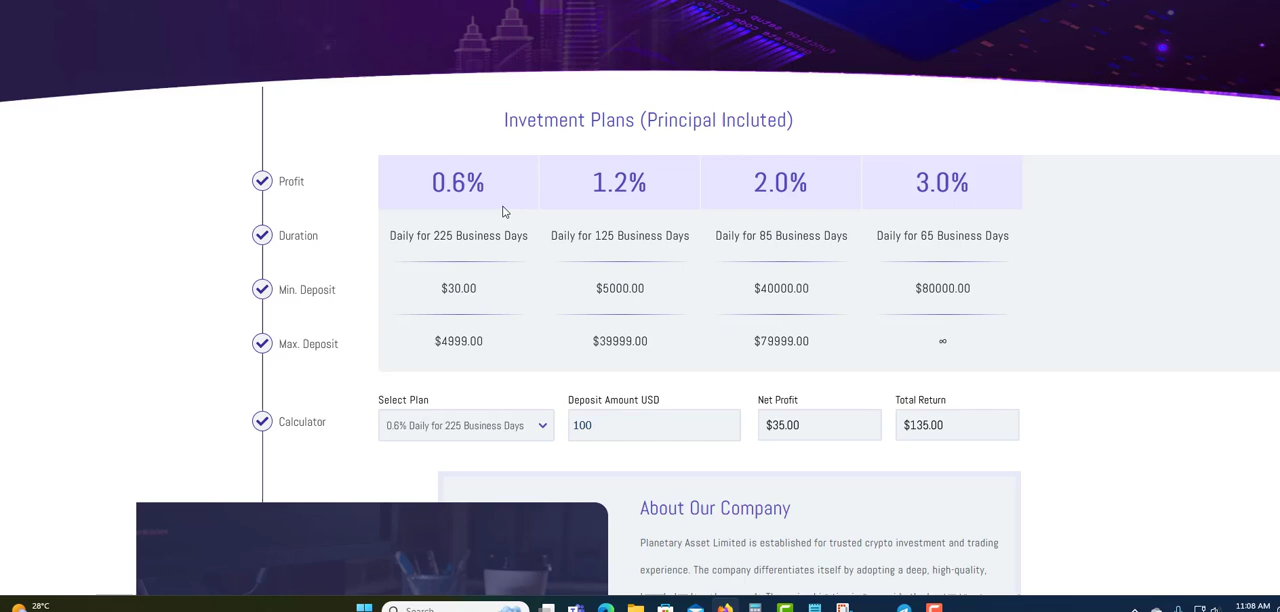 Invetment Plans (Principal Incluted)
Profit
0.6%
1.2%
2.0%
3.0%
Duration
Daily for 225 Business Days
Daily for 125 Business Days
Daily for 85 Business Days
Daily for 65 Business Days
Min. Deposit
$30.00
$5000.00
$40000.00
$80000.00
Max. Deposit
$4999.00
$39999.00
$79999.00
∞
Calculator
Select Plan
Deposit Amount USD
Net Profit
Total Return
0.6% Daily for 225 Business Days
100
$35.00
$135.00
About Our Company
Planetary Asset Limited is established for trusted crypto investment and trading
experience. The company differentiates itself by adopting a deep, high-quality,
28°C
Search
11:08 AM